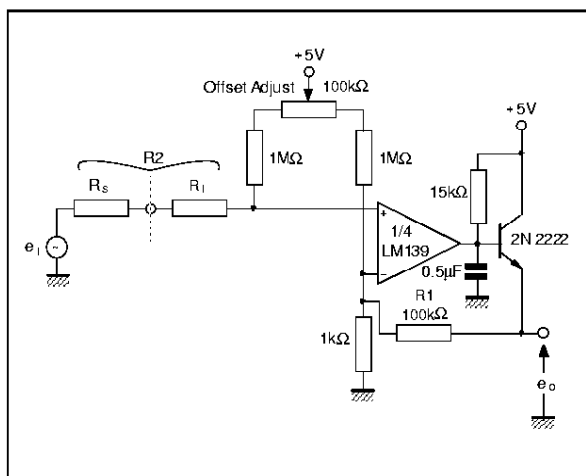 +5V
Offset Adjust 100kΩ
+5V
R2
1MΩ
1MΩ
15kΩ
RS
RI
+
1/4
LM139
2N 2222
eI
0.5µF
−
R1
100kΩ
1kΩ
eo